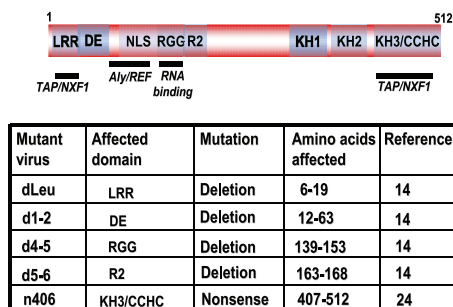 1 512
LRR DE NLS RGG R2 KH1 KH2 KH3/CCHC
TAP/NXF1 Aly/REF RNA binding TAP/NXF1
Mutant virus Affected domain Mutation Amino acids affected Reference
dLeu LRR Deletion 6-19 14
d1-2 DE Deletion 12-63 14
d4-5 RGG Deletion 139-153 14
d5-6 R2 Deletion 163-168 14
n406 KH3/CCHC Nonsense 407-512 24